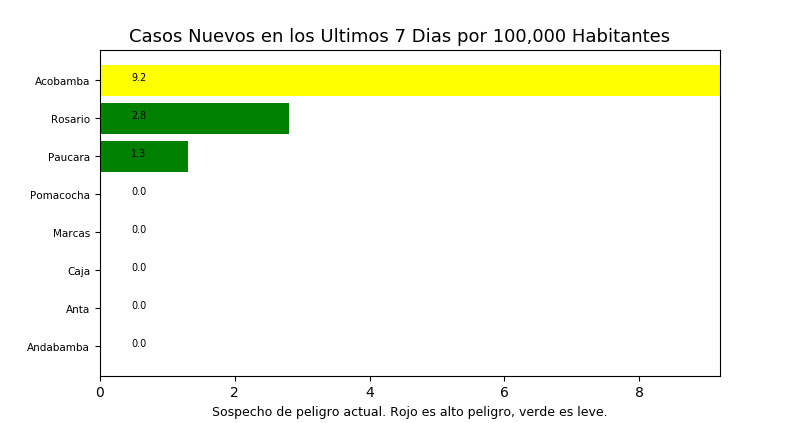 Casos Nuevos en los Ultimos 7 Dias por 100,000 Habitantes
Acobamba 9.2
Rosario 2.8
Paucara 1.3
Pomacocha 0.0
Marcas 0.0
Caja 0.0
Anta 0.0
Andabamba 0.0
0 2 4 6 8
Sospecho de peligro actual. Rojo es alto peligro, verde es leve.